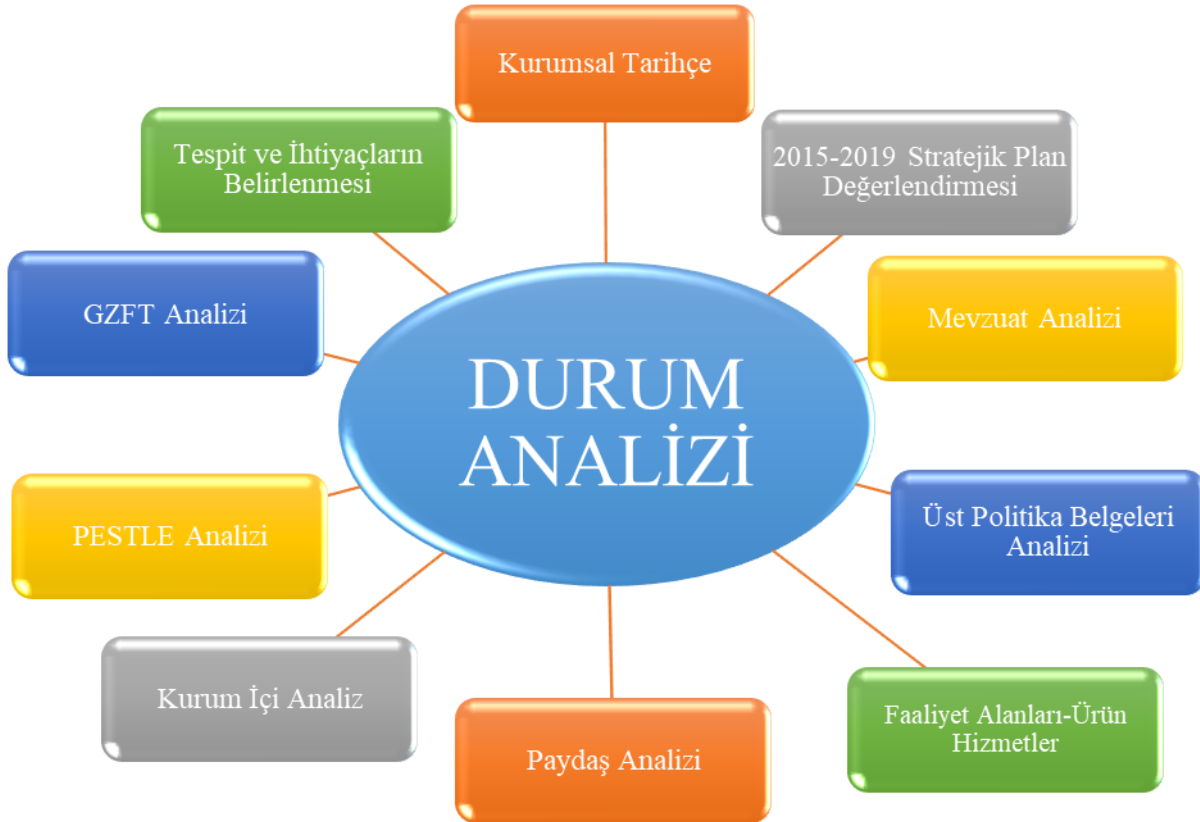 Kurumsal Tarihçe
2015-2019 Stratejik Plan
Değerlendirmesi
Mevzuat Analizi
Üst Politika Belgeleri
Analizi
Faaliyet Alanları-Ürün
Hizmetler
Paydaş Analizi
Kurum İçi Analiz
PESTLE Analizi
GZFT Analizi
Tespit ve İhtiyaçların
Belirlenmesi
DURUM
ANALİZİ